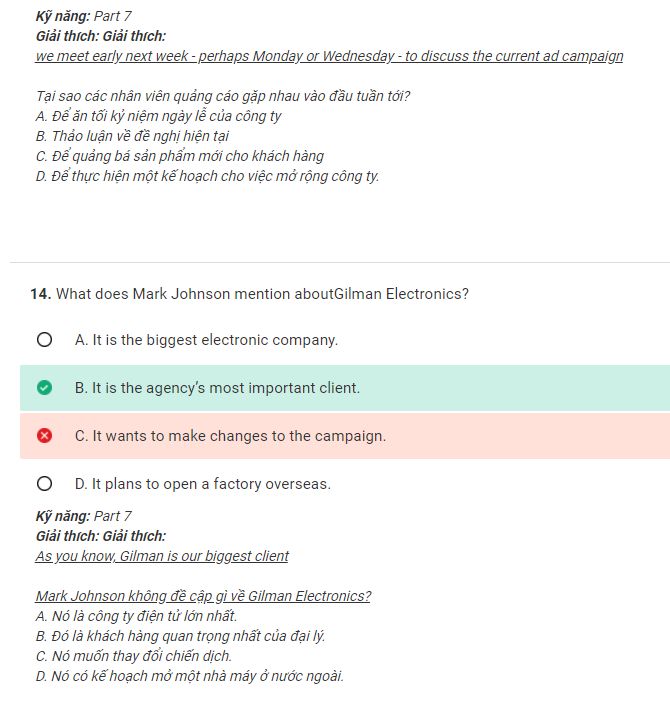 Kỹ năng: Part 7
Giải thích: Giải thích:
we meet early next week - perhaps Monday or Wednesday - to discuss the current ad campaign
Tại sao các nhân viên quảng cáo gặp nhau vào đầu tuần tới?
A. Để ăn tối kỷ niệm ngày lễ của công ty
B. Thảo luận về đề nghị hiện tại
C. Để quảng bá sản phẩm mới cho khách hàng
D. Để thực hiện một kế hoạch cho việc mở rộng công ty.
14. What does Mark Johnson mention aboutGilman Electronics?
A. It is the biggest electronic company.
B. It is the agency's most important client.
C. It wants to make changes to the campaign.
D. It plans to open a factory overseas.
Kỹ năng: Part 7
Giải thích: Giải thích:
As you know, Gilman is our biggest client
Mark Johnson không đề cập gì về Gilman Electronics?
A. Nó là công ty điện tử lớn nhất.
B. Đó là khách hàng quan trọng nhất của đại lý.
C. Nó muốn thay đổi chiến dịch.
D. Nó có kế hoạch mở một nhà máy ở nước ngoài.